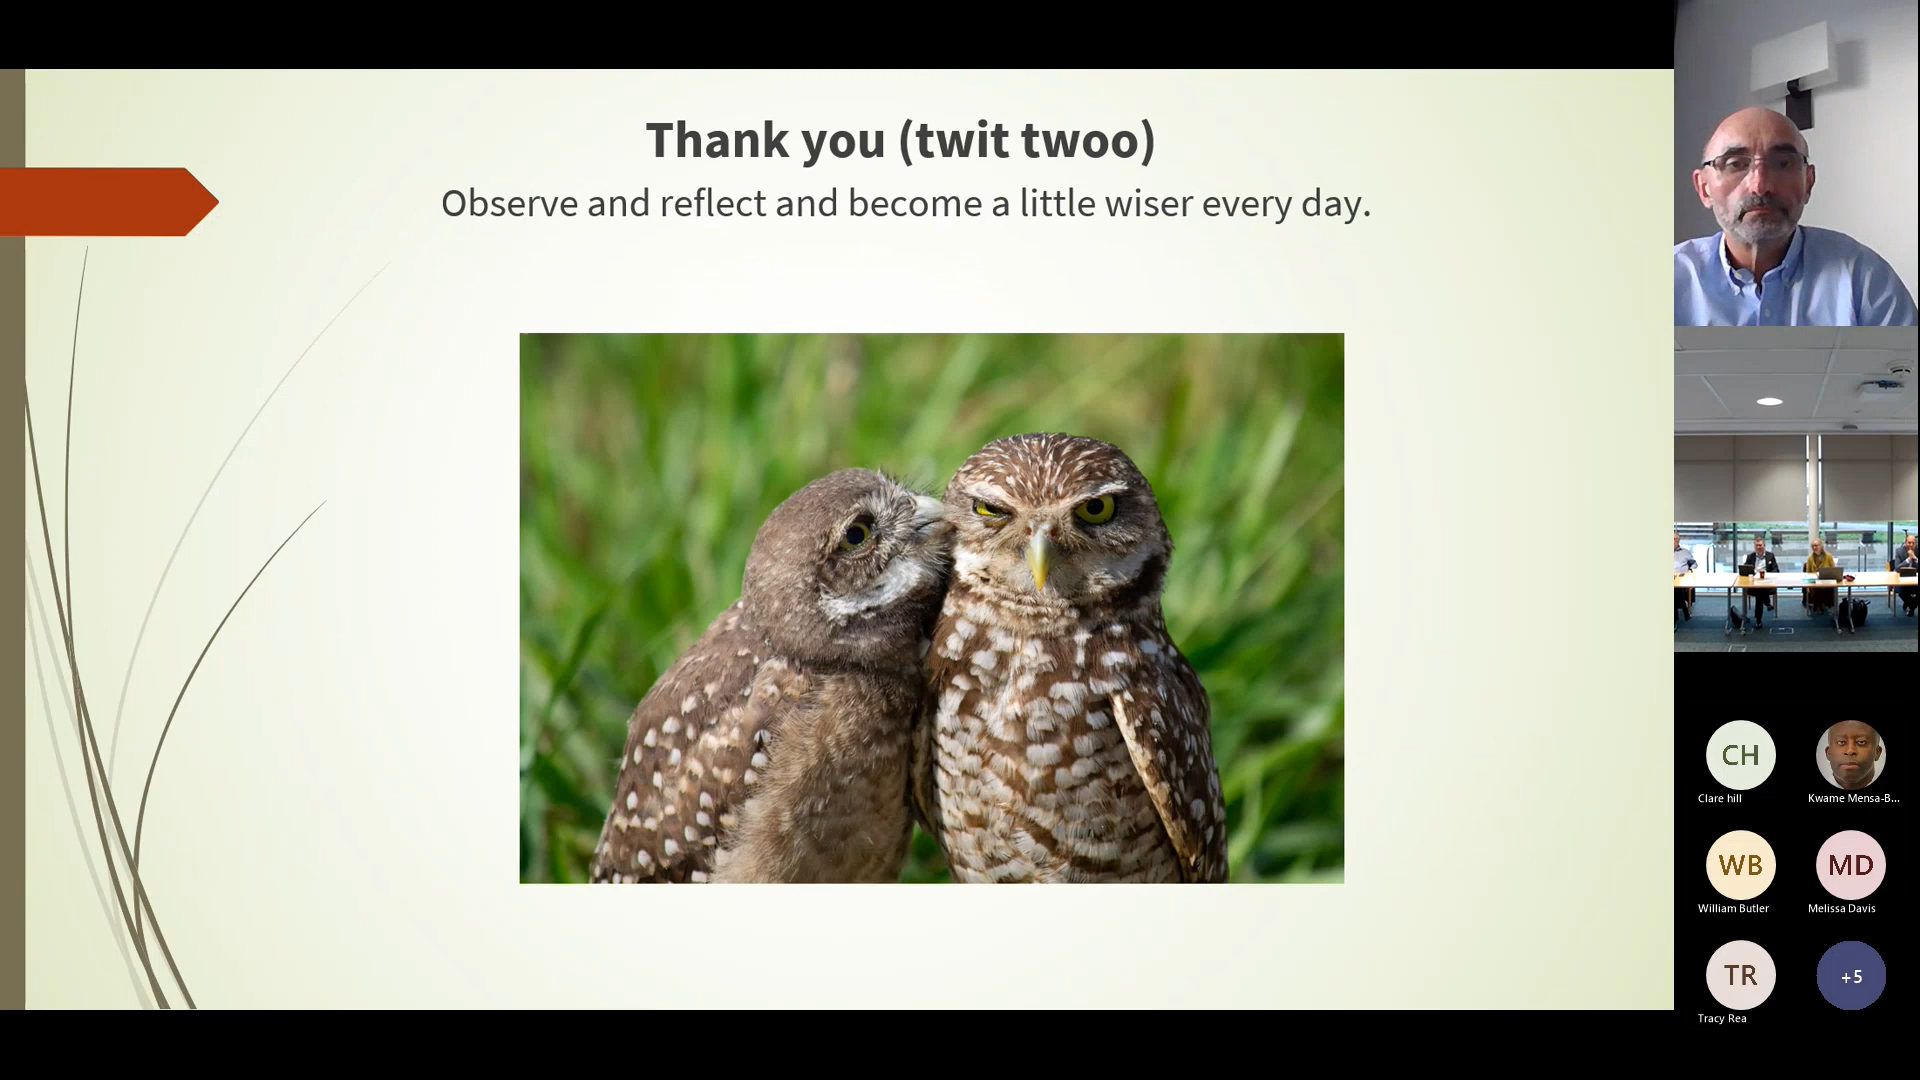 Thank you (twit twoo)
Observe and reflect and become a little wiser every day.
CH
Clare hill
Kwame Mensa-B...
WB
William Butler
MD
Melissa Davis
TR
Tracy Rea
+5